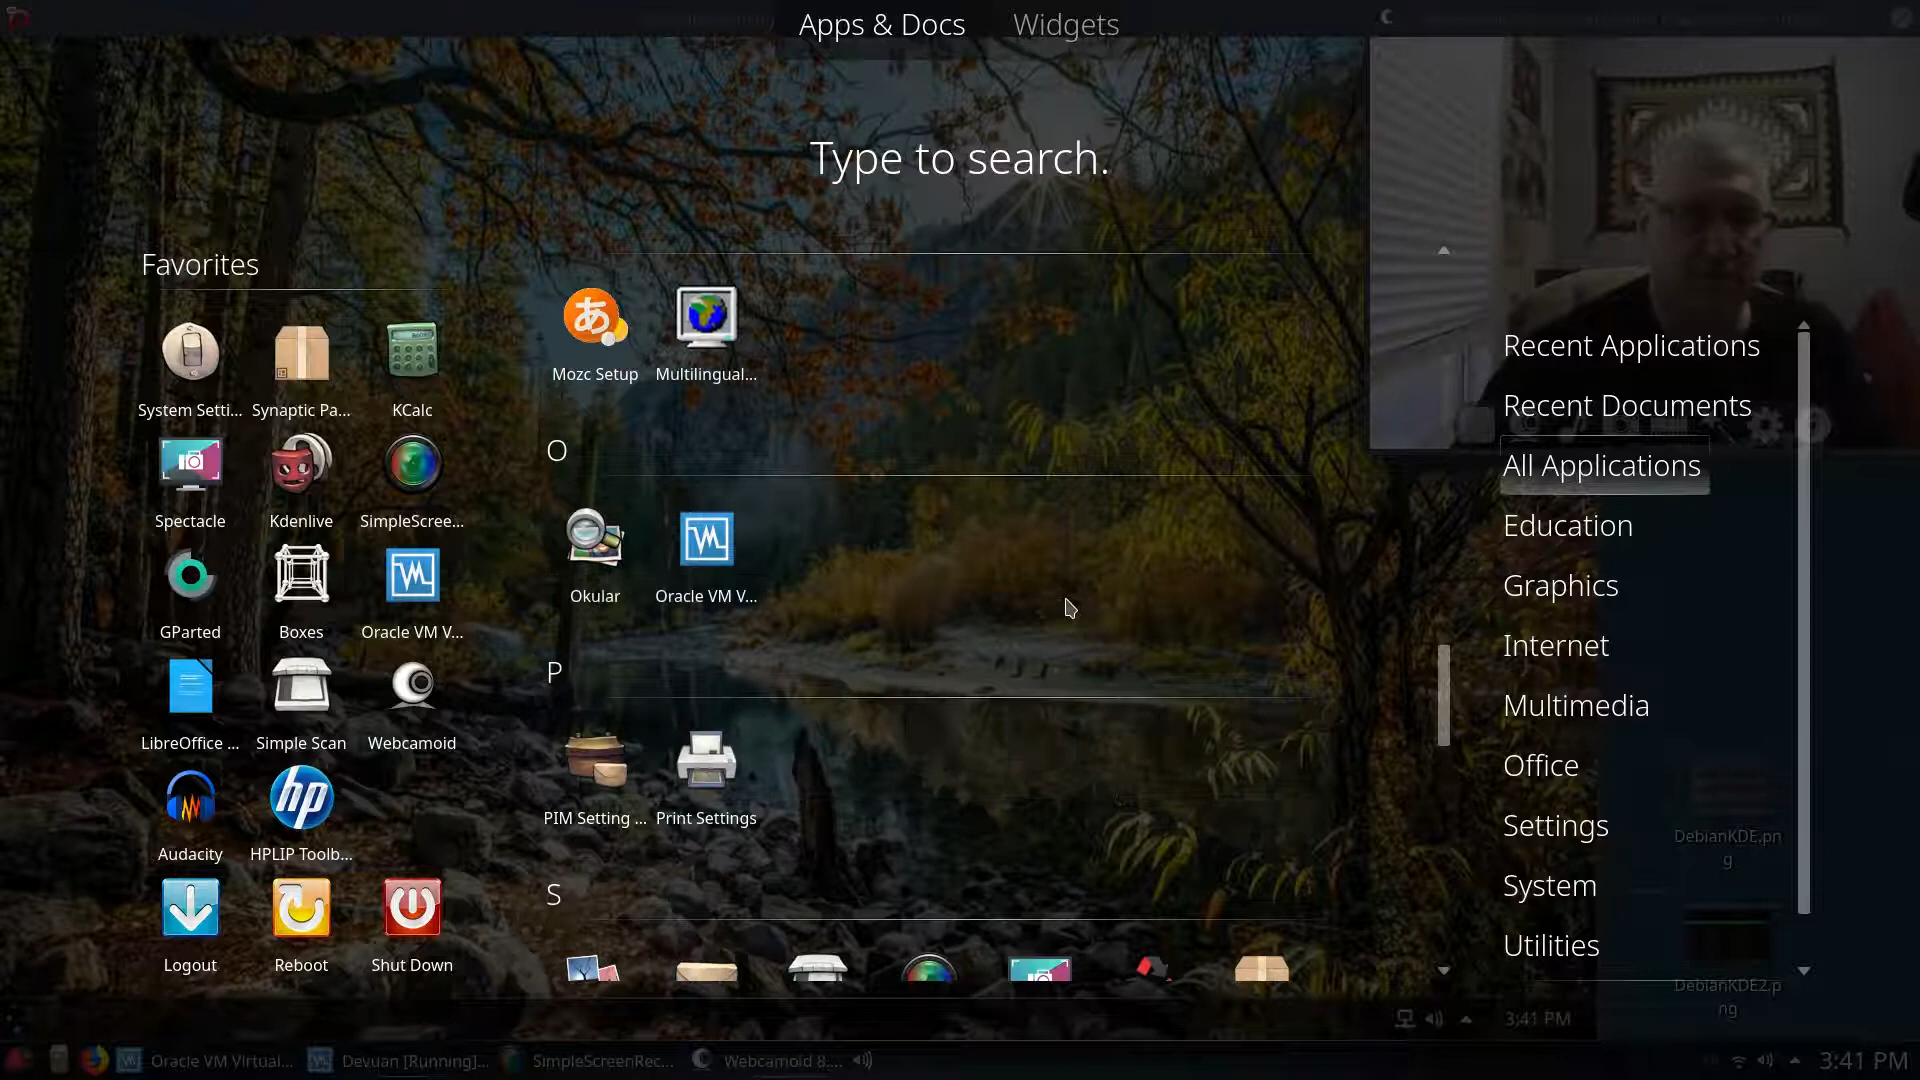 Apps & Docs
Widgets
Type to search.
Favorites
System Setti...
Synaptic Pa...
KCalc
Spectacle
Kdenlive
SimpleScree...
GParted
Boxes
Oracle VM V...
LibreOffice ...
Simple Scan
Webcamoid
Audacity
HPLIP Toolb...
Logout
Reboot
Shut Down
あ
Mozc Setup
Multilingual...
O
Okular
Oracle VM V...
P
PIM Setting ...
Print Settings
S
Recent Applications
Recent Documents
All Applications
Education
Graphics
Internet
Multimedia
Office
Settings
System
Utilities
DebianKDE.pn
g
DebianKDE2.p
ng
hp
3:41 PM
Oracle VM Virtual...
Devuan [Running]...
SimpleScreenRec...
Webcamoid 8....
3:41 PM